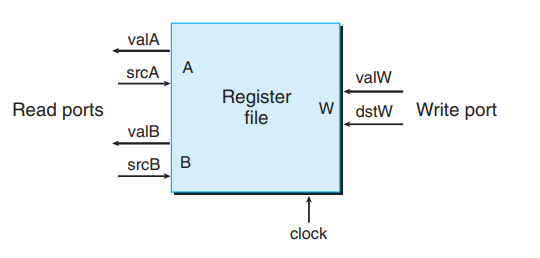 valA
srcA
A
Read ports
valB
srcB
B
Register
file
W
valW
dstW
Write port
clock